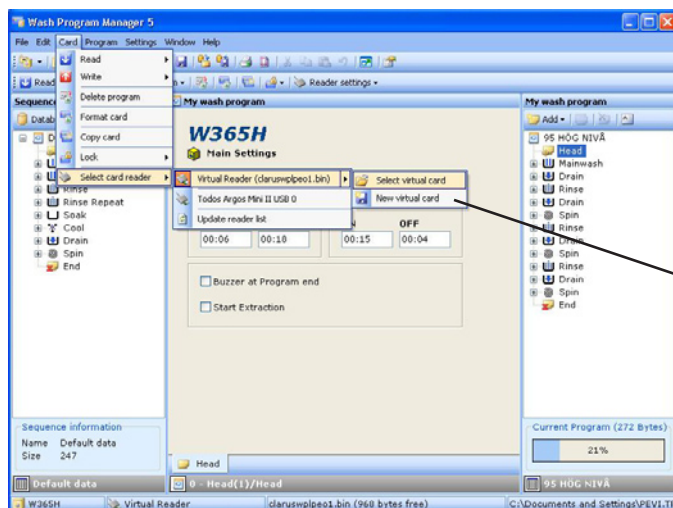 Wash Program Manager 5
File Edit Card Program Settings Window Help
Read
Reader settings
Read
Write
Delete program
Format card
Copy card
Lock
Select card reader
Virtual Reader (claruswplpeo1.bin)
Todos Argos Mini II USB 0
Update reader list
Select virtual card
New virtual card
Sequence
Datab
D
Rinse
Rinse Repeat
Soak
Cool
Drain
Spin
End
Sequence information
Name Default data
Size 247
Default data
My wash program
W365H
Main Settings
OFF
00:06 00:18 00:15 00:04
Buzzer at Program end
Start Extraction
Head
0 - Head(1)/Head
My wash program
Add
95 HÖG NIVÅ
Head
Mainwash
Drain
Rinse
Drain
Spin
Rinse
Drain
Spin
Rinse
Drain
Spin
End
Current Program (272 Bytes)
21%
95 HÖG NIVÅ
W365H Virtual Reader claruswplpeo1.bin (960 bytes free) C:\Documents and Settings\PEVI.TI